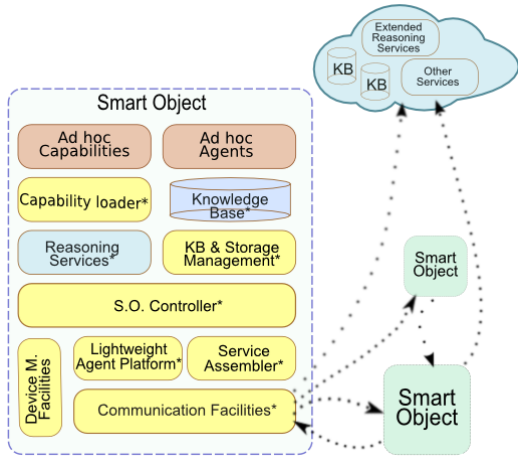 Extended
Reasoning
Services
KB
KB
Other
Services
Smart Object
Ad hoc
Capabilities
Ad hoc
Agents
Capability loader*
Knowledge
Base*
Reasoning
Services*
KB & Storage
Management*
S.O. Controller*
Device M.
Facilities
Lightweight
Agent Platform*
Service
Assembler*
Communication Facilities*
Smart
Object
Smart
Object